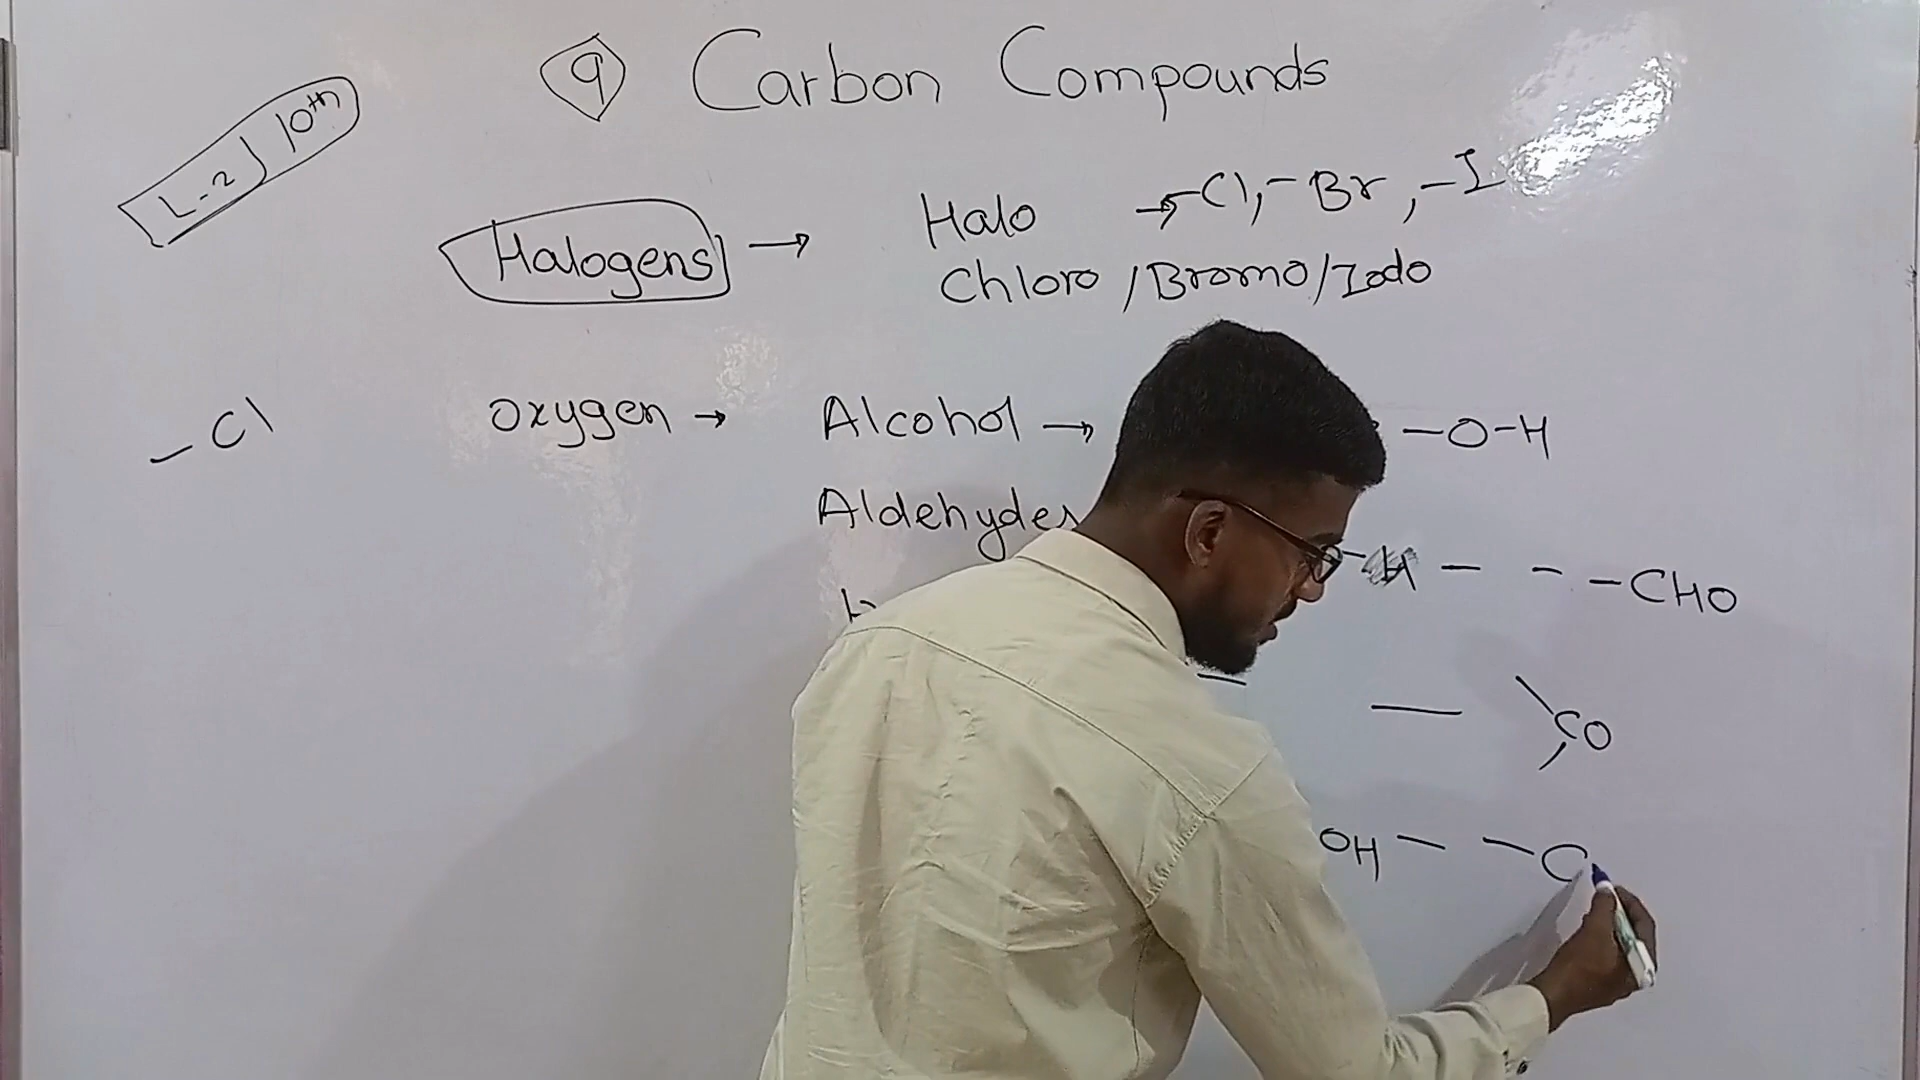 9 Carbon Compounds
L-2 10th
Halogens → Halo → -Cl, -Br, -I
Chloro / Bromo / Iodo
-Cl
Oxygen → Alcohol → -O-H
Aldehydes -H - - -CHO
— CO
OH - -C